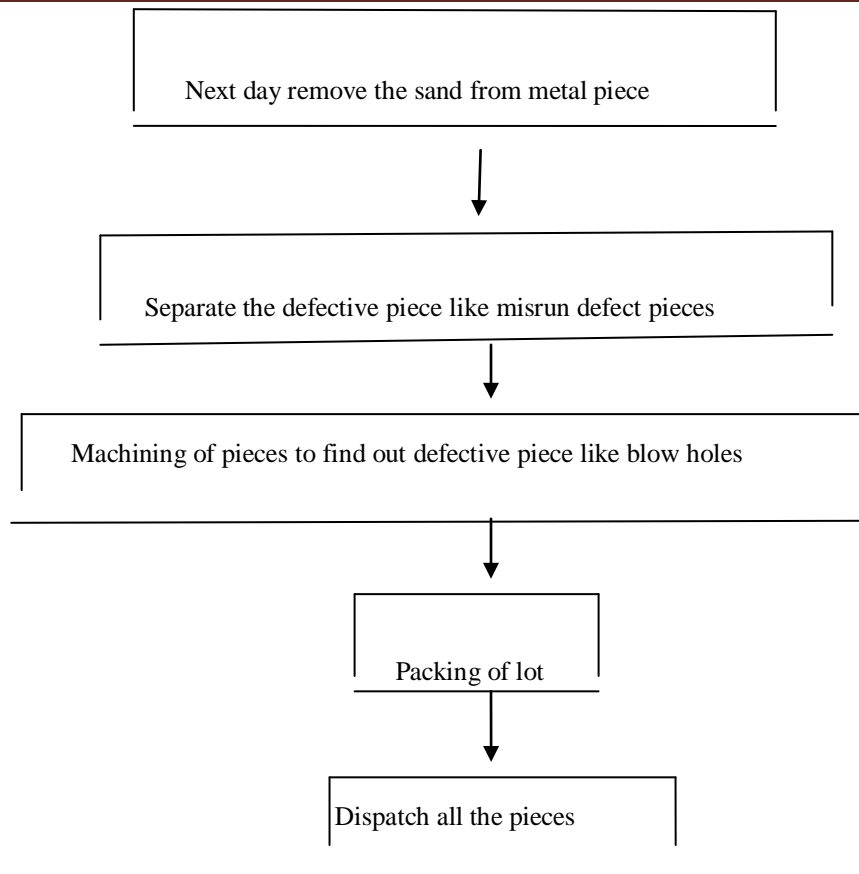 Next day remove the sand from metal piece
Separate the defective piece like misrun defect pieces
Machining of pieces to find out defective piece like blow holes
Packing of lot
Dispatch all the pieces